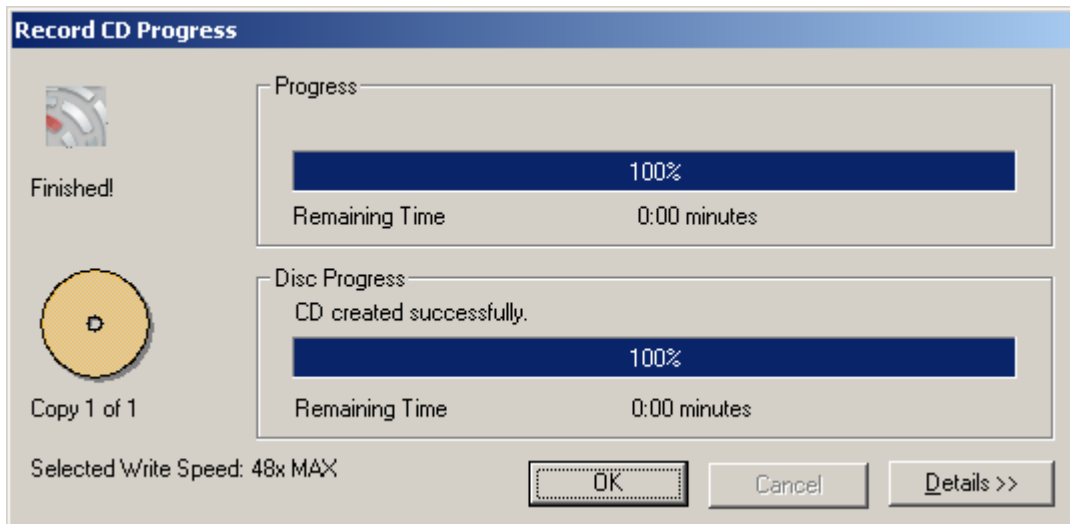 Record CD Progress
Progress
100%
Finished!
Remaining Time 0:00 minutes
Disc Progress
CD created successfully.
100%
Copy 1 of 1
Remaining Time 0:00 minutes
Selected Write Speed: 48x MAX
OK Cancel Details >>